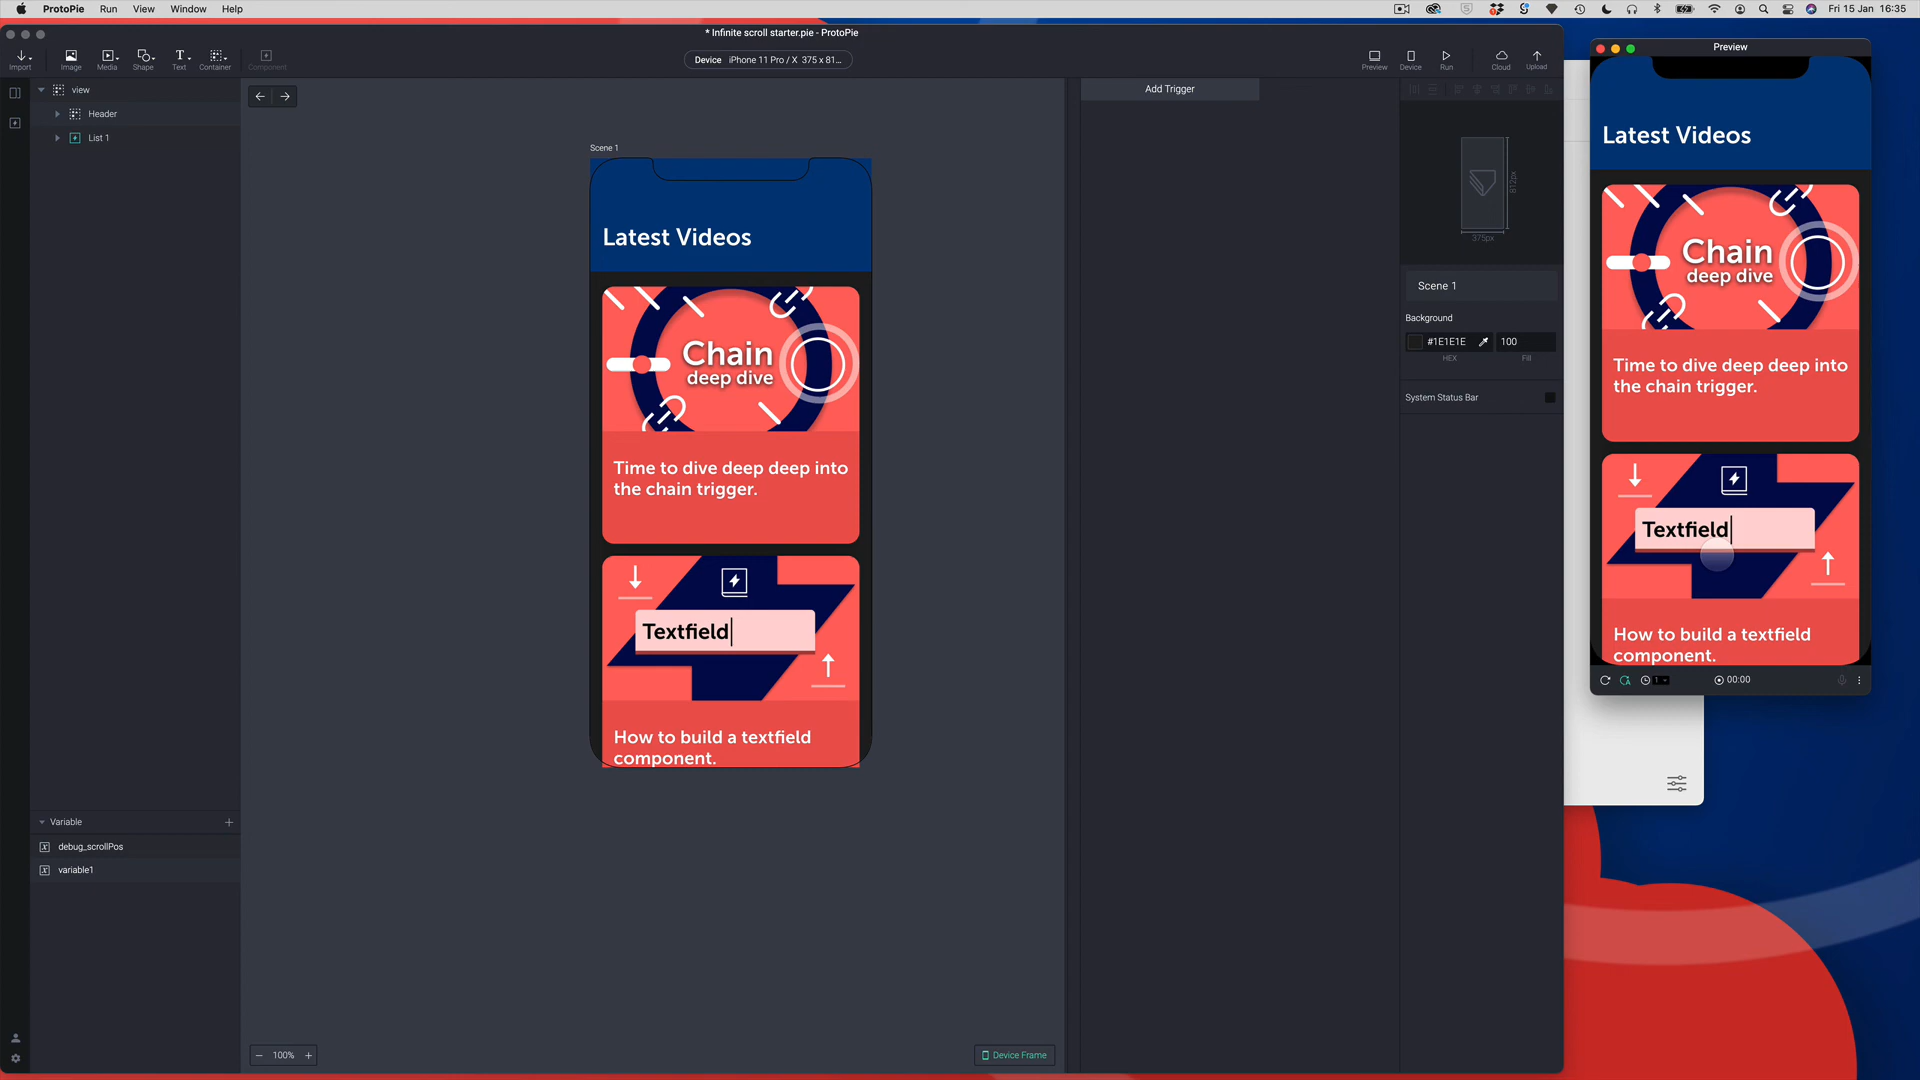 ProtoPie Run View Window Help
Fri 15 Jan 16:35
* Infinite scroll starter.pie - ProtoPie
Import Image Media Shape Text Container Component
Device iPhone 11 Pro / X 375 x 81...
Preview Device Run Cloud Upload
view
Header
List 1
Variable
debug_scrollPos
variable1
Scene 1
Latest Videos
Chain
deep dive
Time to dive deep deep into
the chain trigger.
Textfield
How to build a textfield
component.
100%
Device Frame
Add Trigger
812px
375px
Scene 1
Background
#1E1E1E 100
HEX Fill
System Status Bar
Preview
Latest Videos
Chain
deep dive
Time to dive deep deep into
the chain trigger.
Textfield
How to build a textfield
component.
1
00:00